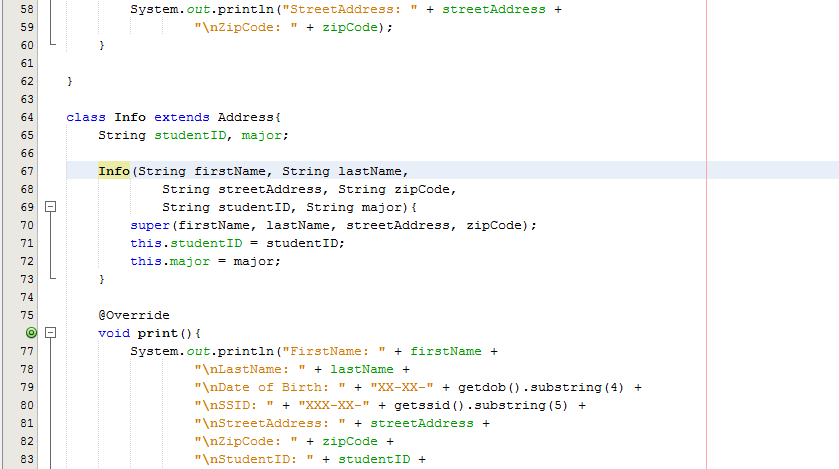 58 System.out.println("StreetAddress: " + streetAddress +
59 "\nZipCode: " + zipCode);
60 }
61
62 }
63
64 class Info extends Address{
65 String studentID, major;
66
67 Info(String firstName, String lastName,
68 String streetAddress, String zipCode,
69 String studentID, String major){
70 super(firstName, lastName, streetAddress, zipCode);
71 this.studentID = studentID;
72 this.major = major;
73 }
74
75 @Override
void print(){
77 System.out.println("FirstName: " + firstName +
78 "\nLastName: " + lastName +
79 "\nDate of Birth: " + "XX-XX-" + getdob().substring(4) +
80 "\nSSID: " + "XXX-XX-" + getssid().substring(5) +
81 "\nStreetAddress: " + streetAddress +
82 "\nZipCode: " + zipCode +
83 "\nStudentID: " + studentID +